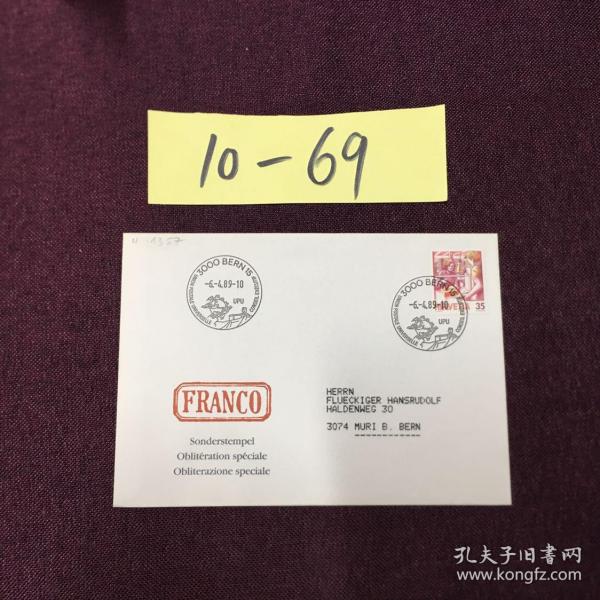 10-69
3000 BERN 15
-6.-4.89-10
UPU
3000 BERN 15
-6.-4.89-10
UPU
HELVETIA 35
FRANCO
Sonderstempel
Oblitération spéciale
Obliterazione speciale
HERRN
FLUECKIGER HANSRUDOLF
HALDENWEG 30
3074 MURI B. BERN
孔夫子旧书网
www.kongfz.com